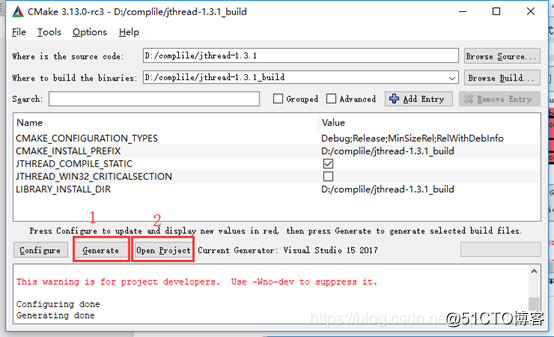 CMake 3.13.0-rc3 - D:/complile/jthread-1.3.1_build
File Tools Options Help
Where is the source code: D:/complile/jthread-1.3.1 Browse Source...
Where to build the binaries: D:/complile/jthread-1.3.1_build Browse Build...
Search: Grouped Advanced Add Entry Remove Entry
Name Value
CMAKE_CONFIGURATION_TYPES Debug;Release;MinSizeRel;RelWithDebInfo
CMAKE_INSTALL_PREFIX D:/complile/jthread-1.3.1_build
JTHREAD_COMPILE_STATIC
JTHREAD_WIN32_CRITICALSECTION
LIBRARY_INSTALL_DIR D:/complile/jthread-1.3.1_build
1 2
Press Configure to update and display new values in red, then press Generate to generate selected build files.
Configure Generate Open Project Current Generator: Visual Studio 15 2017
This warning is for project developers. Use -Wno-dev to suppress it.
Configuring done
Generating done
https://blog.csdn.ne
@51CTO博客